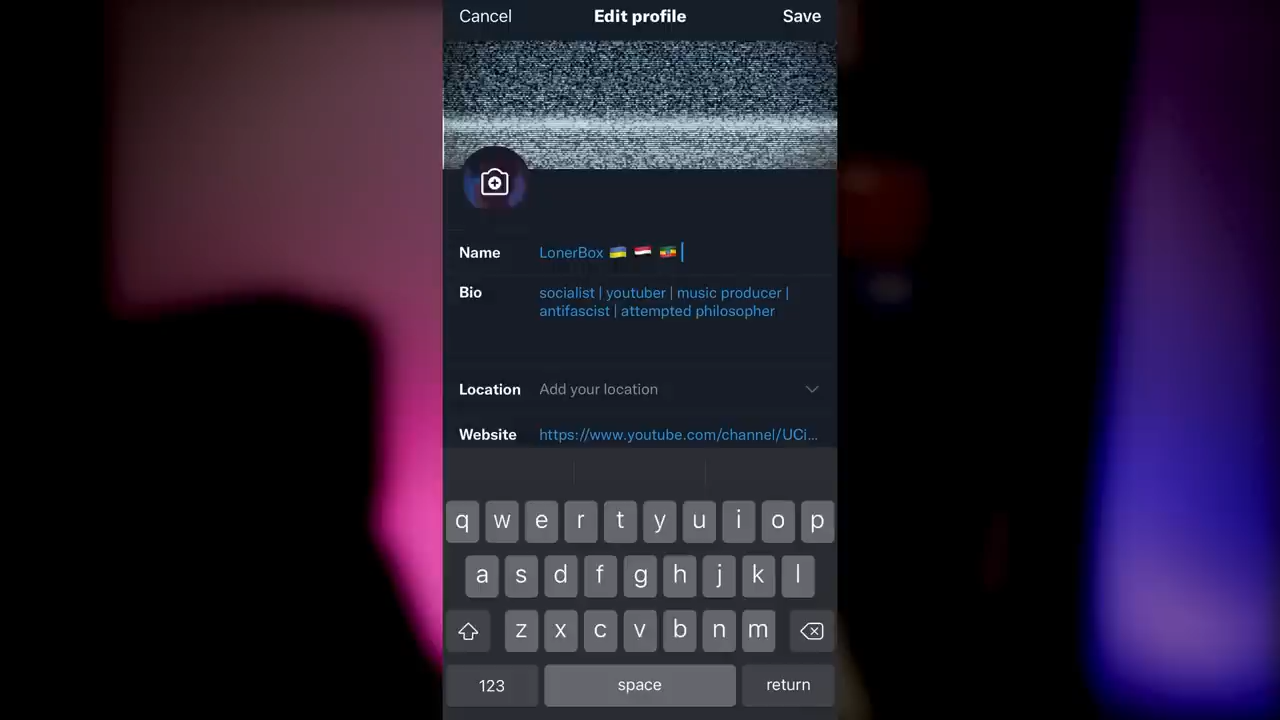 Cancel Edit profile Save
Name LonerBox 🇺🇦 🇾🇪 🇪🇹
Bio socialist | youtuber | music producer |
antifascist | attempted philosopher
Location Add your location
Website https://www.youtube.com/channel/UCi...
q w e r t y u i o p
a s d f g h j k l
z x c v b n m
123 space return